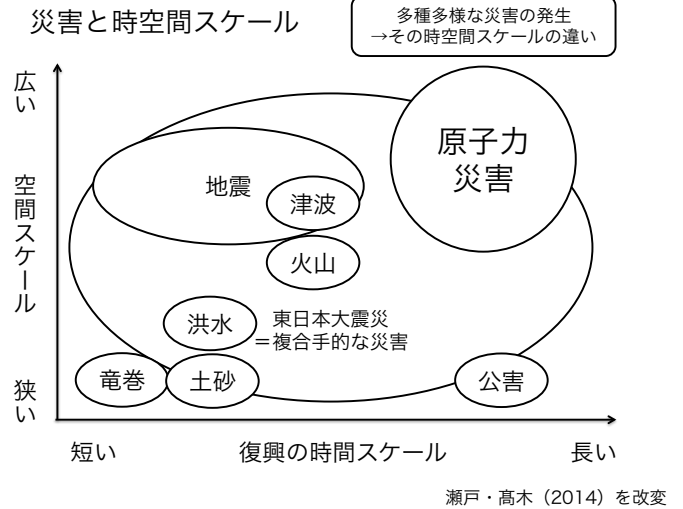 災害と時空間スケール
多種多様な災害の発生
→その時空間スケールの違い
広い
空間スケール
狭い
原子力
災害
地震
津波
火山
洪水
東日本大震災
＝複合手的な災害
竜巻
土砂
公害
短い
復興の時間スケール
長い
瀬戸・髙木（2014）を改変